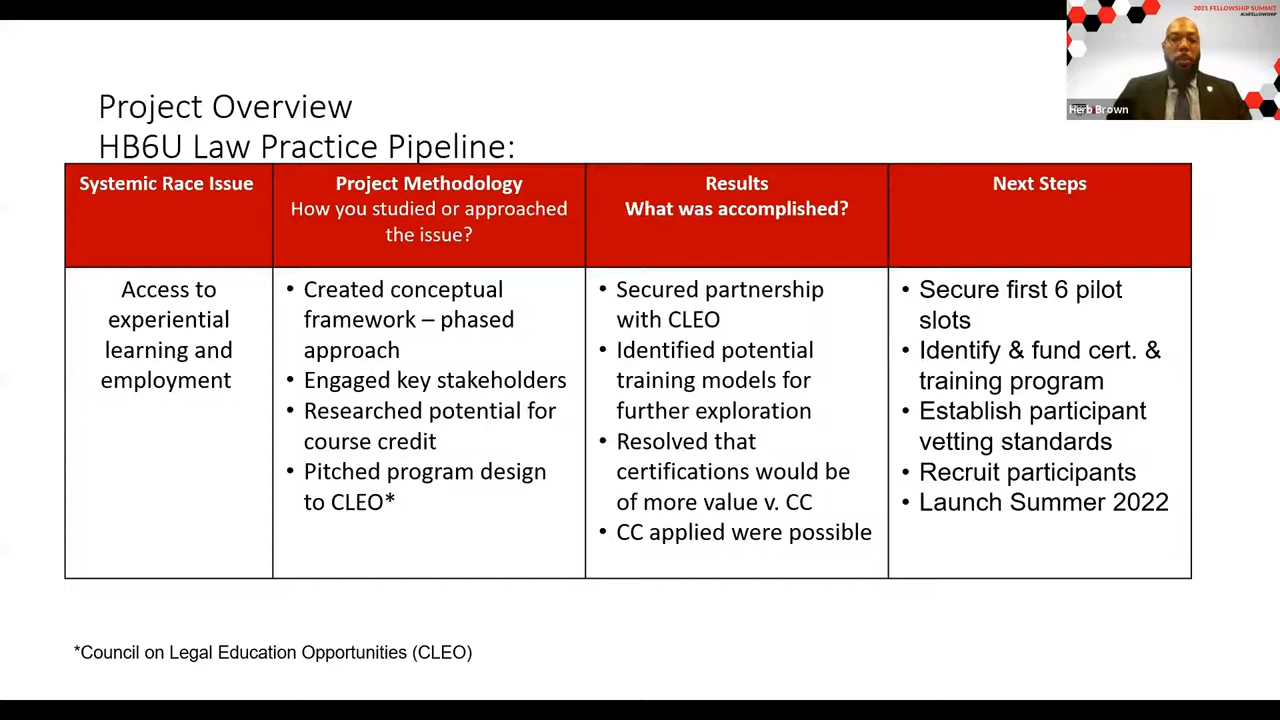 2021 FELLOWSHIP SUMMIT
Herb Brown
Project Overview
HB6U Law Practice Pipeline:
Systemic Race Issue
Project Methodology
How you studied or approached
the issue?
Results
What was accomplished?
Next Steps
Access to
experiential
learning and
employment
• Created conceptual
framework – phased
approach
• Engaged key stakeholders
• Researched potential for
course credit
• Pitched program design
to CLEO*
• Secured partnership
with CLEO
• Identified potential
training models for
further exploration
• Resolved that
certifications would be
of more value v. CC
• CC applied were possible
• Secure first 6 pilot
slots
• Identify & fund cert. &
training program
• Establish participant
vetting standards
• Recruit participants
• Launch Summer 2022
*Council on Legal Education Opportunities (CLEO)